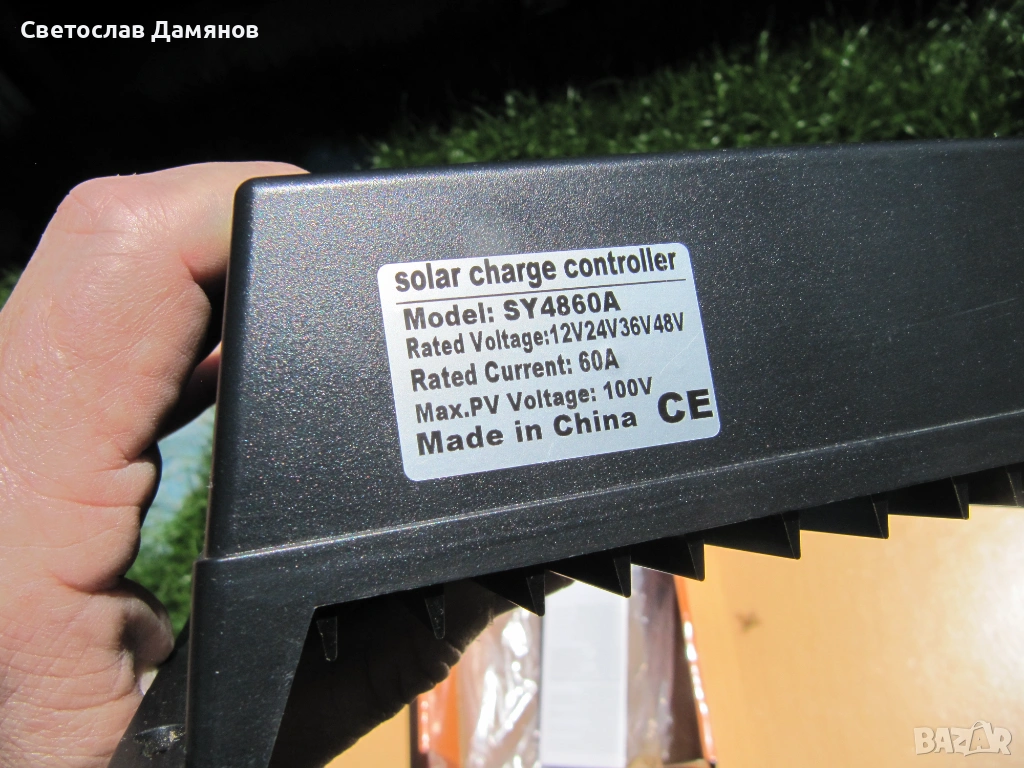 Светослав Дамянов
solar charge controller
Model: SY4860A
Rated Voltage:12V24V36V48V
Rated Current: 60A
Max.PV Voltage: 100V
Made in China CE
BAZAR